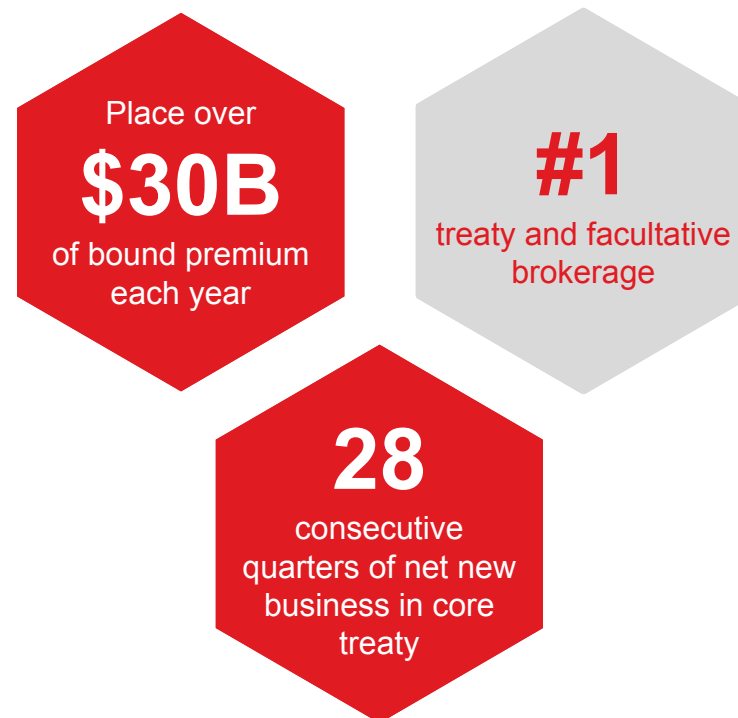 Place over
$30B
of bound premium
each year
#1
treaty and facultative
brokerage
28
consecutive
quarters of net new
business in core
treaty